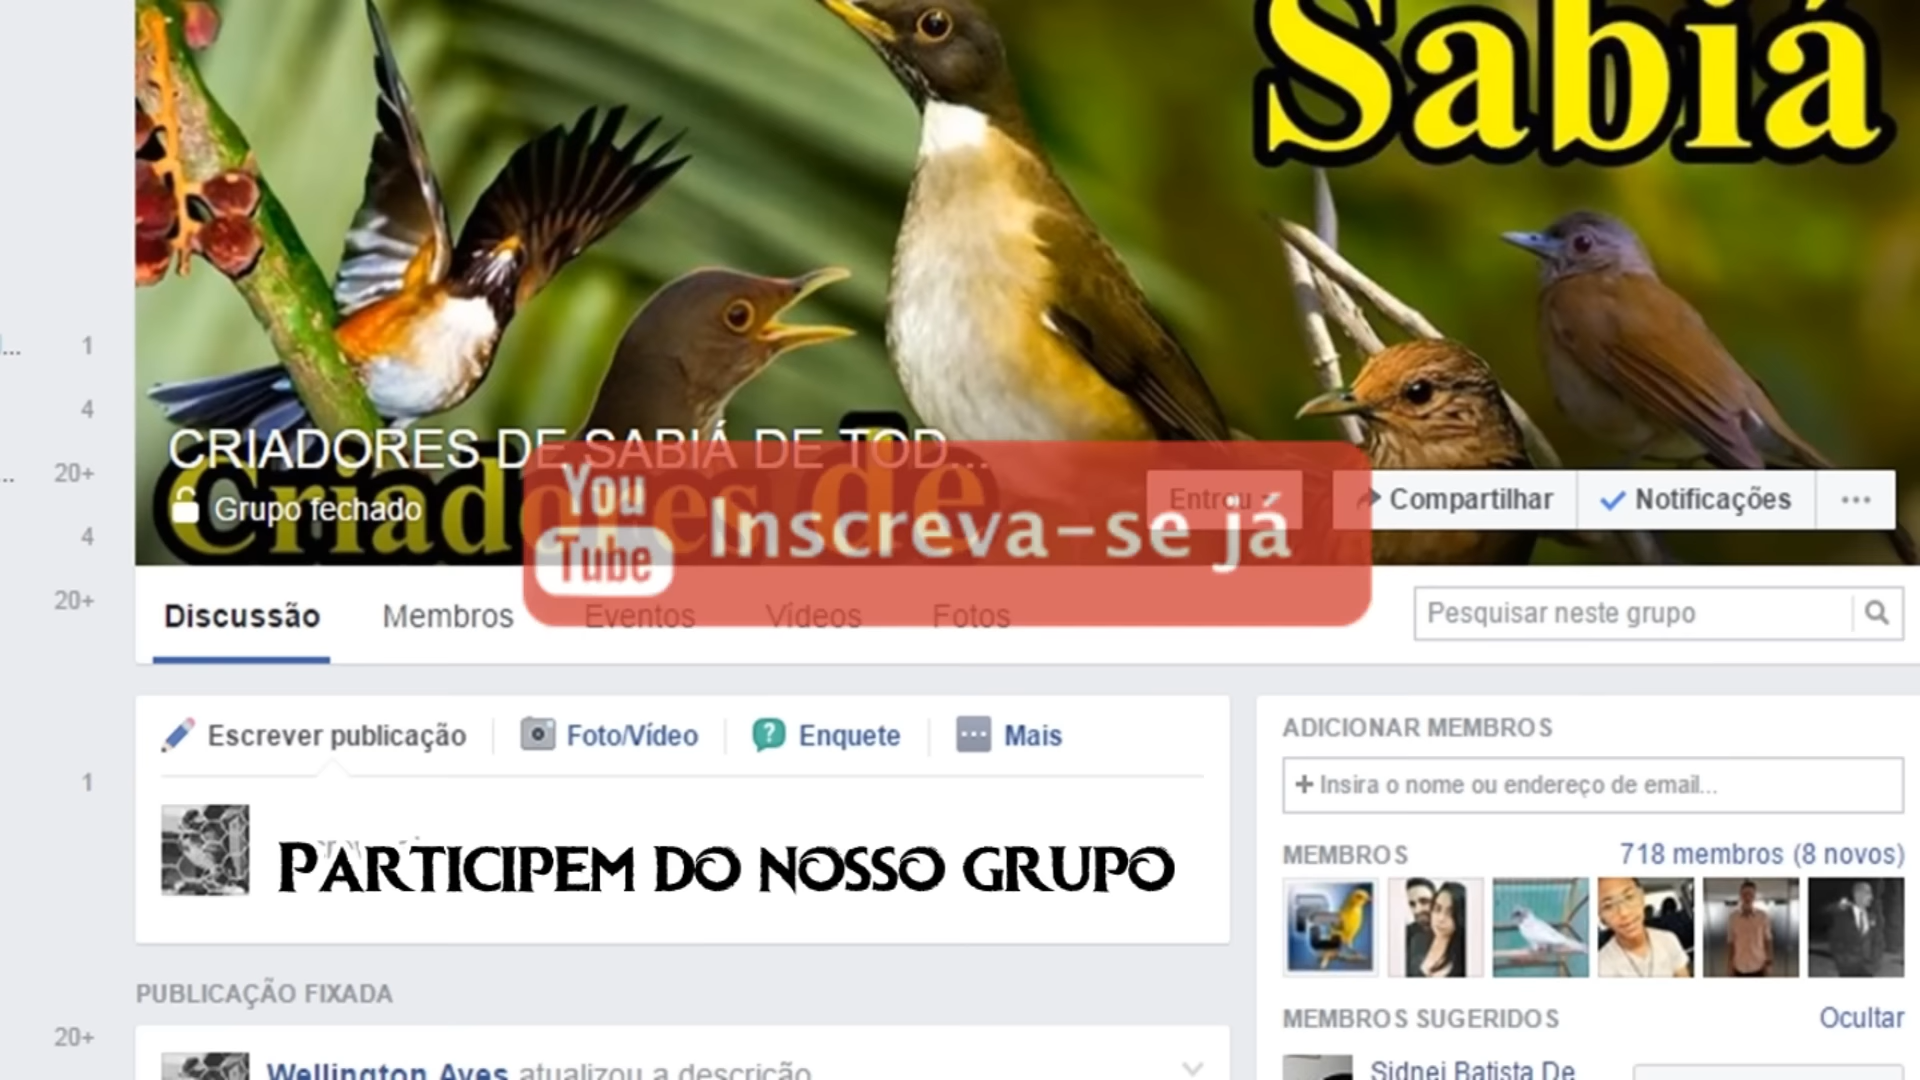 Sabiá
CRIADORES DE SABIÁ DE TOD...
Criadores de
Grupo fechado
You
Tube
Inscreva-se já
Entrou
Compartilhar
Notificações
...
1
4
20+
4
20+
Discussão
Membros
Eventos
Vídeos
Fotos
Pesquisar neste grupo
Escrever publicação
Foto/Vídeo
Enquete
Mais
ADICIONAR MEMBROS
+ Insira o nome ou endereço de email...
1
PARTICIPEM DO NOSSO GRUPO
MEMBROS
718 membros (8 novos)
PUBLICAÇÃO FIXADA
MEMBROS SUGERIDOS
Ocultar
20+
Wellington Aves atualizou a descrição
Sidnei Batista De